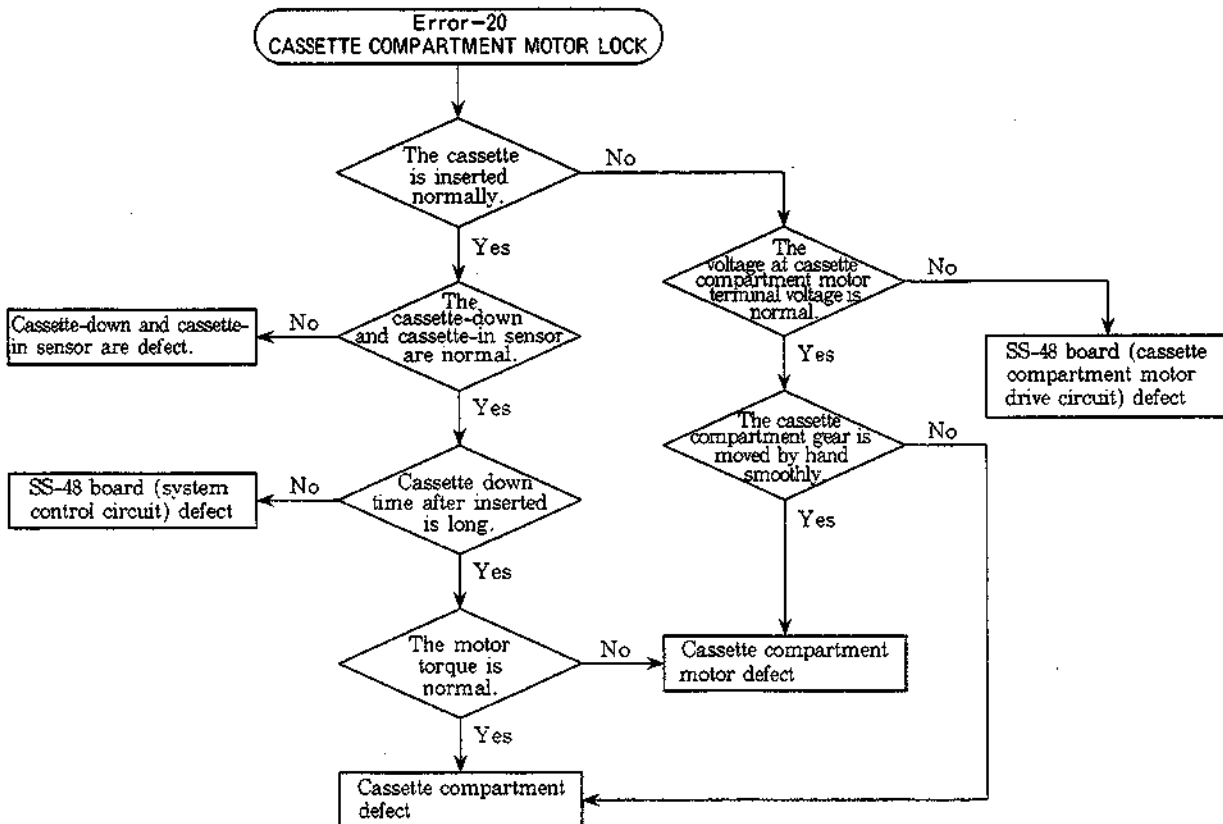 Error-20
CASSETTE COMPARTMENT MOTOR LOCK
The cassette
is inserted
normally.
No
Yes
The
voltage at cassette
compartment motor
terminal voltage is
normal.
No
The
cassette-down
and cassette-in sensor
are normal.
No
Cassette-down and cassette-
in sensor are defect.
Yes
SS-48 board (cassette
compartment motor
drive circuit) defect
Yes
The cassette
compartment gear is
moved by hand
smoothly.
No
Cassette down
time after inserted
is long.
No
SS-48 board (system
control circuit) defect
Yes
Yes
The motor
torque is
normal.
No
Cassette compartment
motor defect
Yes
Cassette compartment
defect